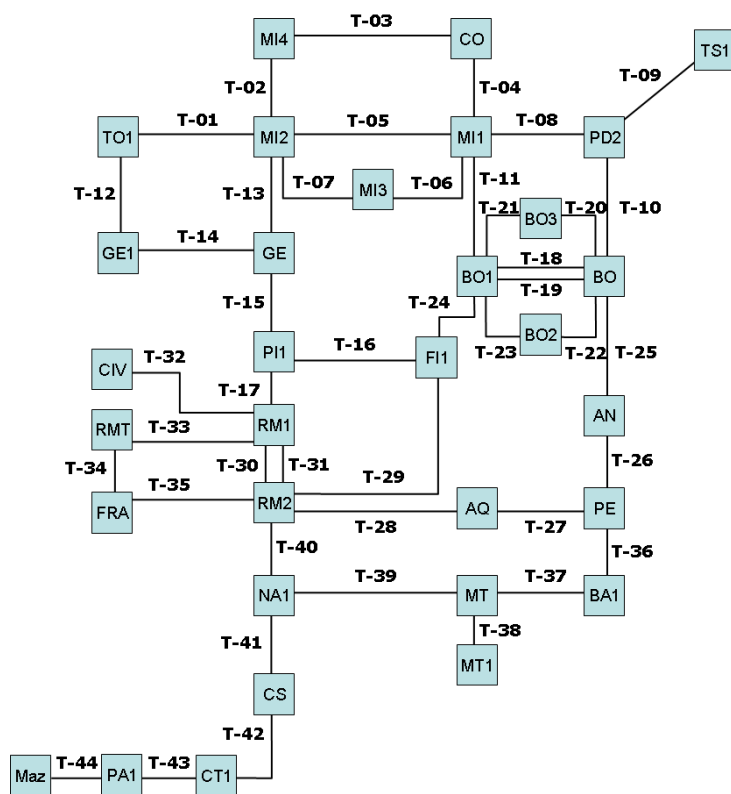 T-03
MI4
CO
TS1
T-09
T-02
T-04
T-01
T-05
T-08
TO1
MI2
MI1
PD2
T-12
T-13
T-07
MI3
T-06
T-11
T-21
BO3
T-20
T-10
T-14
GE1
GE
BO1
T-18
BO
T-19
T-15
T-24
T-23
BO2
T-22
T-25
CIV
T-32
PI1
T-16
FI1
T-17
RMT
T-33
RM1
AN
T-34
T-30
T-31
T-26
T-29
FRA
T-35
RM2
AQ
PE
T-28
T-27
T-40
T-36
T-39
T-37
NA1
MT
BA1
T-41
T-38
MT1
CS
T-42
T-44
T-43
Maz
PA1
CT1